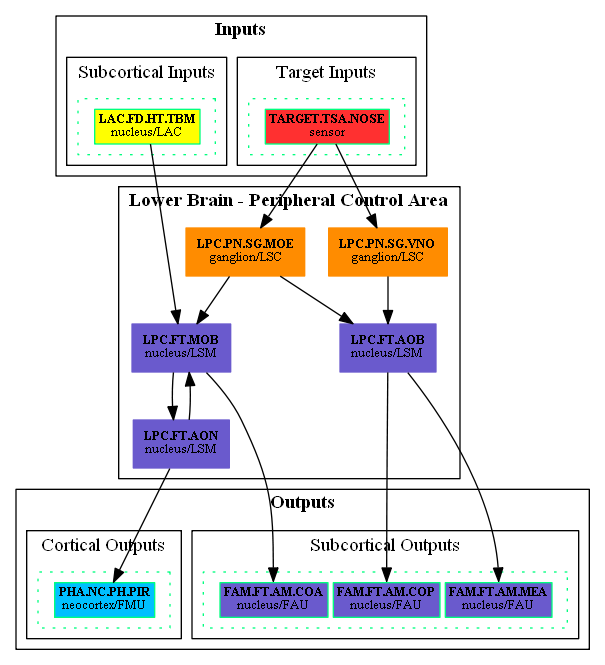 Inputs
Subcortical Inputs
Target Inputs
LAC.FD.HT.TBM
nucleus/LAC
TARGET.TSA.NOSE
sensor
Lower Brain - Peripheral Control Area
LPC.PN.SG.MOE
ganglion/LSC
LPC.PN.SG.VNO
ganglion/LSC
LPC.FT.MOB
nucleus/LSM
LPC.FT.AOB
nucleus/LSM
LPC.FT.AON
nucleus/LSM
Outputs
Cortical Outputs
Subcortical Outputs
PHA.NC.PH.PIR
neocortex/FMU
FAM.FT.AM.COA
nucleus/FAU
FAM.FT.AM.COP
nucleus/FAU
FAM.FT.AM.MEA
nucleus/FAU